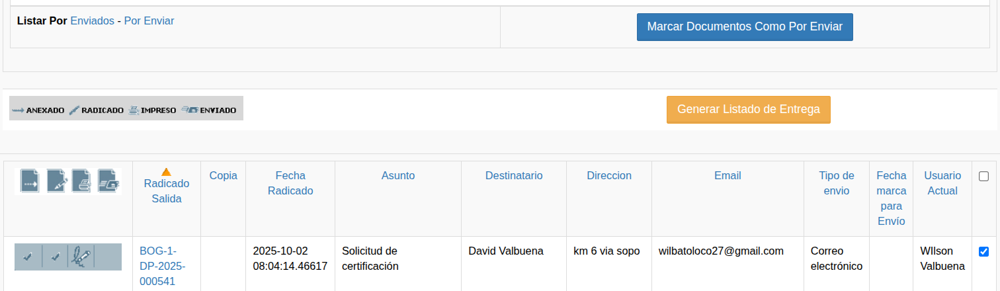 Listar Por Enviados - Por Enviar
Marcar Documentos Como Por Enviar
ANEXADO RADICADO IMPRESO ENVIADO
Generar Listado de Entrega
Radicado
Salida
Copia
Fecha
Radicado
Asunto
Destinatario
Direccion
Email
Tipo de
envio
Fecha
marca
para
Envío
Usuario
Actual
BOG-1-
DP-2025-
000541
2025-10-02
08:04:14.46617
Solicitud de
certificación
David Valbuena
km 6 via sopo
wilbatoloco27@gmail.com
Correo
electrónico
WIlson
Valbuena